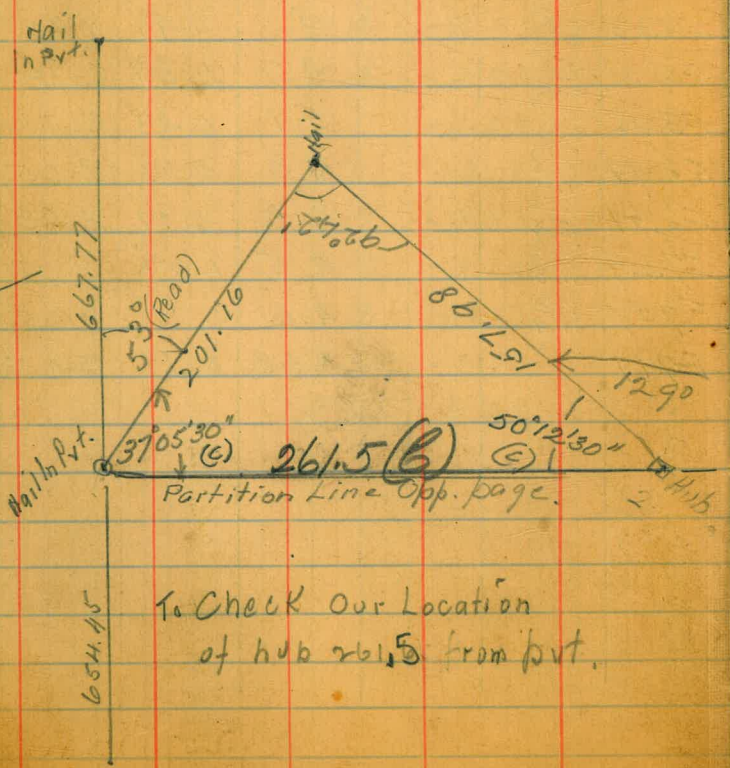 Nail
In Pvt.
Nail
667.77
53°
(Read)
201.16
92°42'
157.98
129°
37°05'30"
(c)
50°12'30"
(c)
Nail In Pvt.
261.5
2
Hub
Partition Line Opp. page.
654.45
To Check Our Location
of hub 261.5 from pvt.